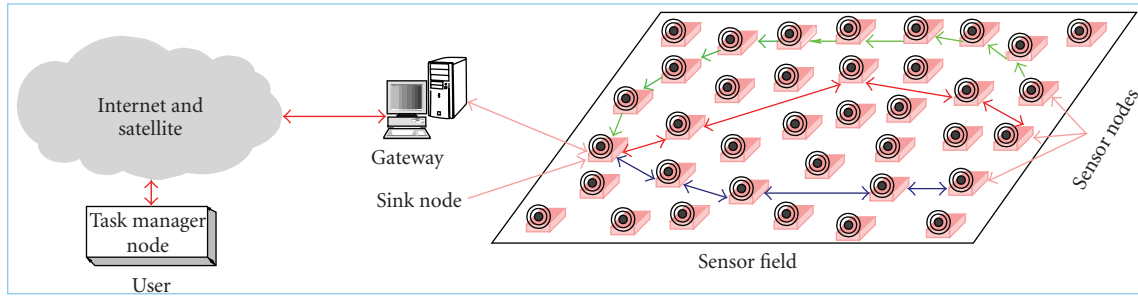 Internet and
satellite
Task manager
node
User
Gateway
Sink node
Sensor field
Sensor nodes